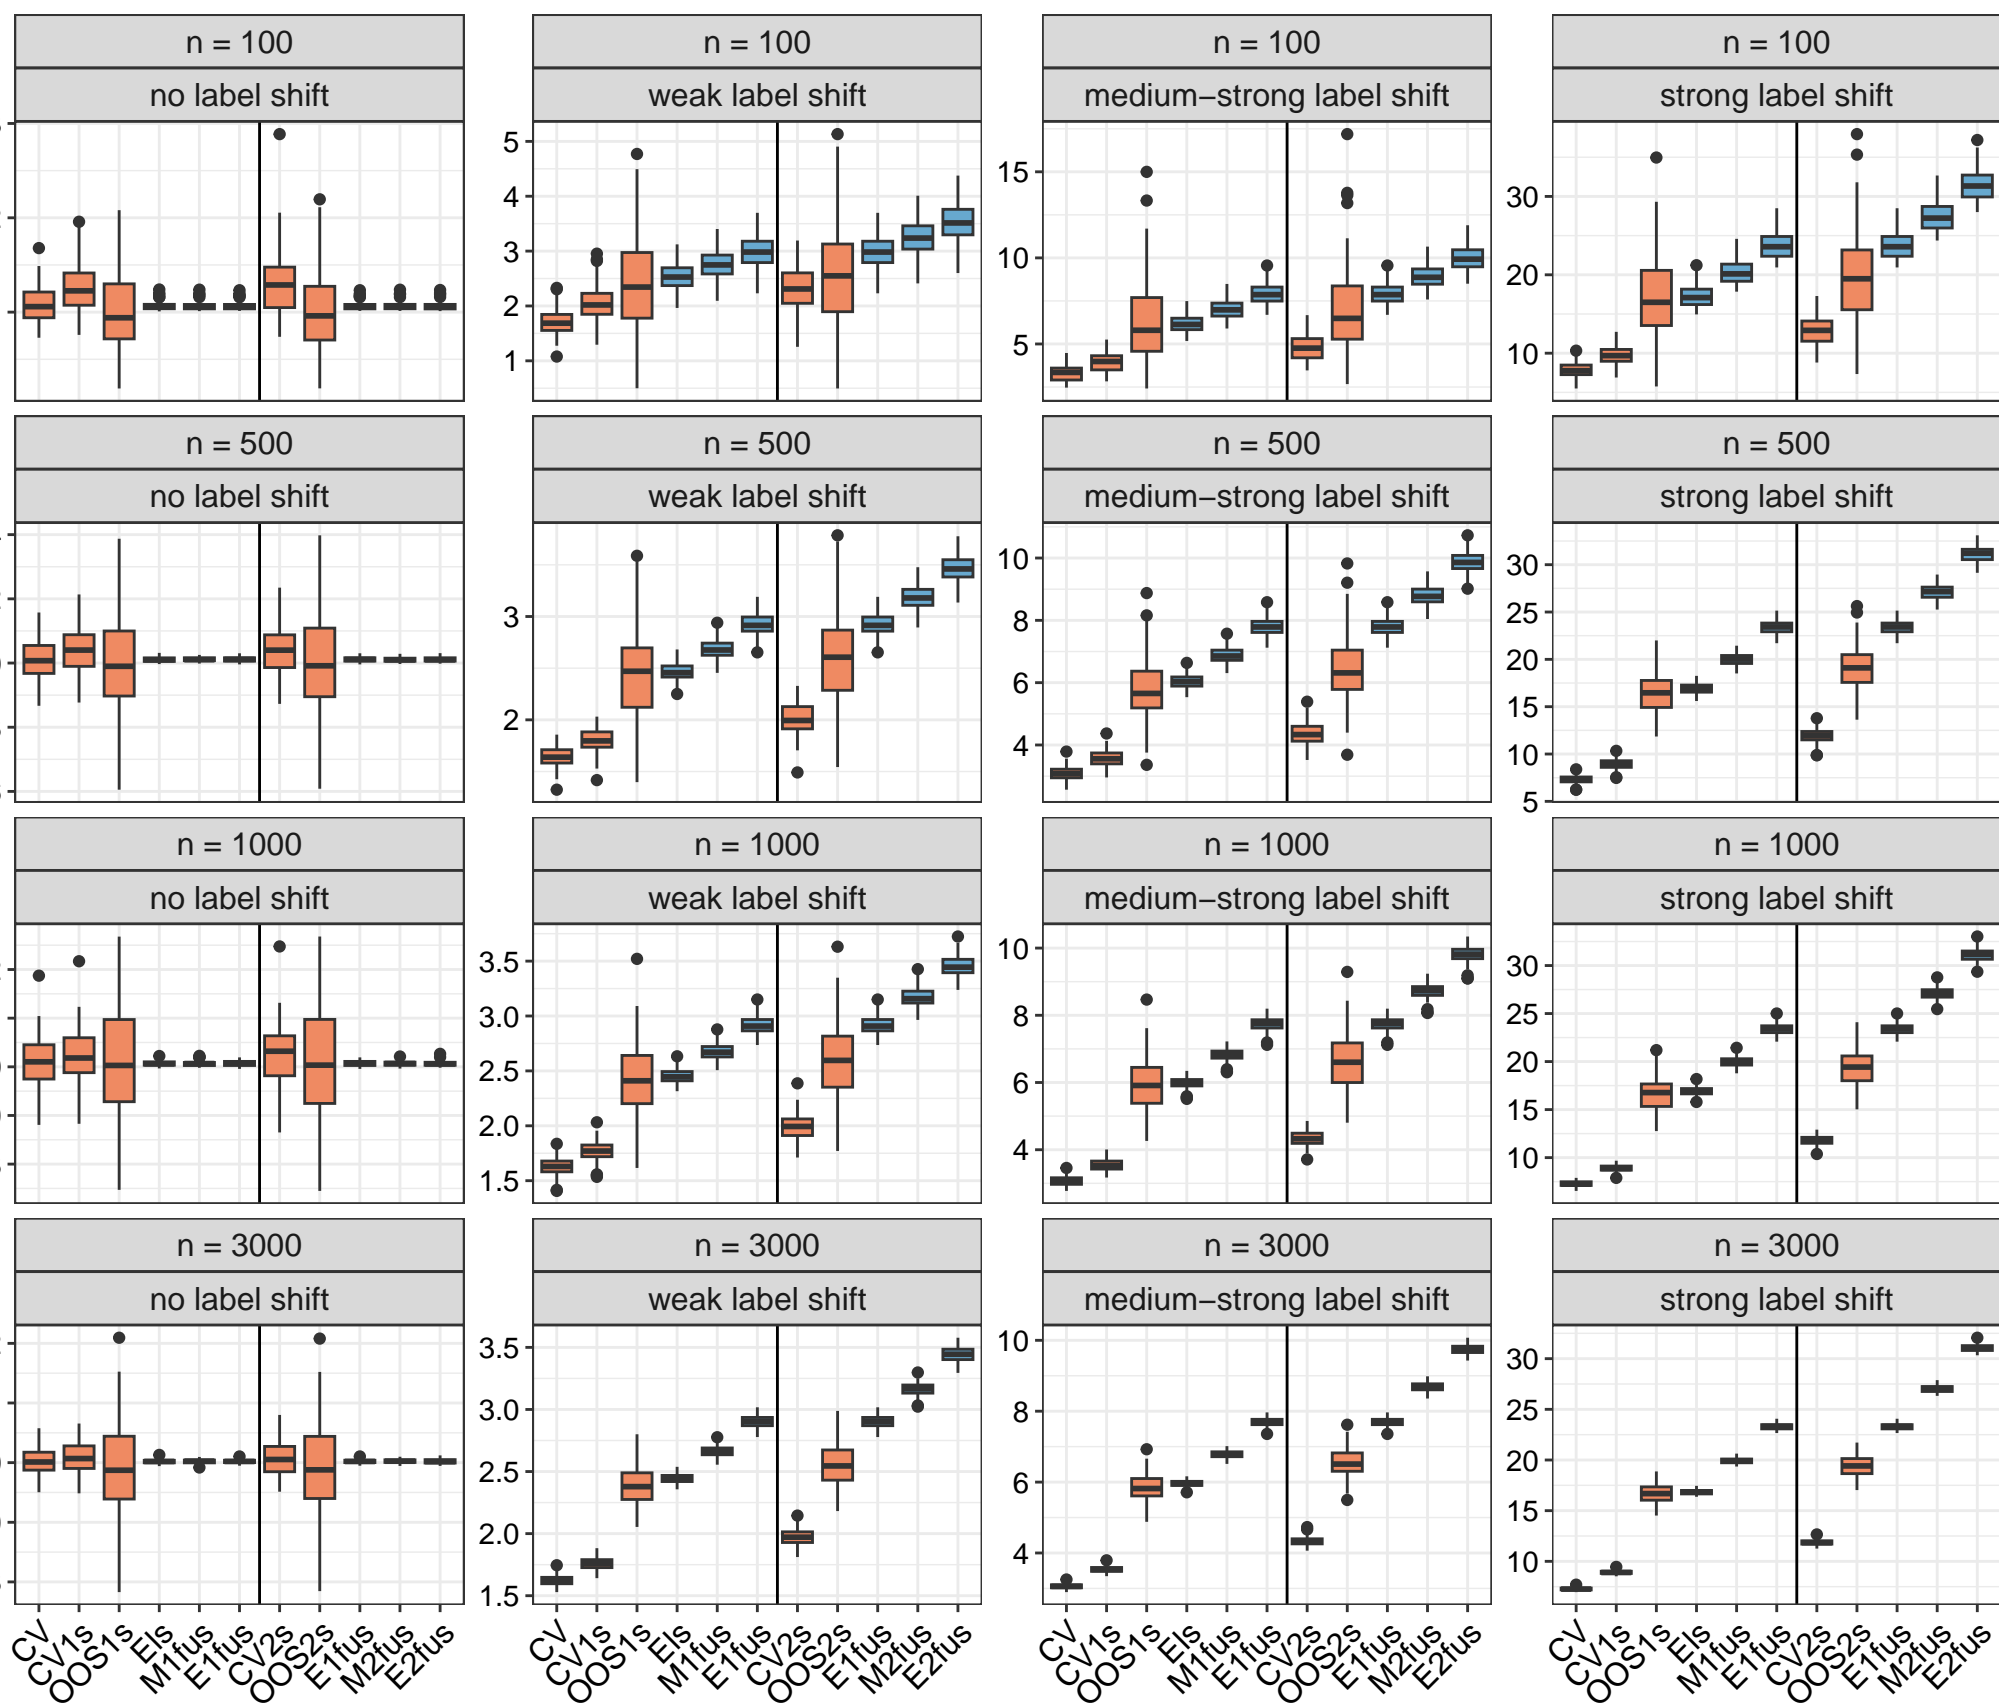 n = 100 n = 100 n = 100 n = 100
no label shift weak label shift medium−strong label shift strong label shift
5 15 30
4
3 10 20
2
1 5 10
n = 500 n = 500 n = 500 n = 500
no label shift weak label shift medium−strong label shift strong label shift
10 30
3 8 25
20
6 15
2 4 10
5
n = 1000 n = 1000 n = 1000 n = 1000
no label shift weak label shift medium−strong label shift strong label shift
3.5 10 30
3.0 8 25
2.5 20
2.0 6 15
1.5 4 10
n = 3000 n = 3000 n = 3000 n = 3000
no label shift weak label shift medium−strong label shift strong label shift
3.5 10 30
3.0 8 25
2.5 20
2.0 6 15
1.5 4 10
CV CV1s OOS1s EIs M1fus E1fus CV2s OOS2s E1fus M2fus E2fus CV CV1s OOS1s EIs M1fus E1fus CV2s OOS2s E1fus M2fus E2fus CV CV1s OOS1s EIs M1fus E1fus CV2s OOS2s E1fus M2fus E2fus CV CV1s OOS1s EIs M1fus E1fus CV2s OOS2s E1fus M2fus E2fus